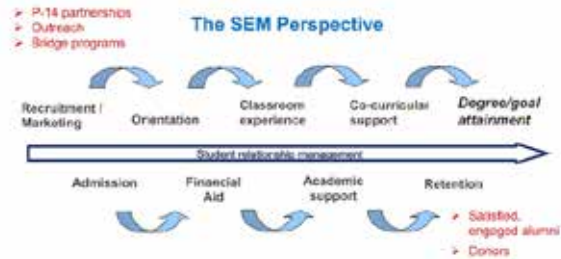 ➢ P-14 partnerships
➢ Outreach
➢ Bridge programs
The SEM Perspective
Recruitment /
Marketing
Orientation
Classroom
experience
Co-curricular
support
Degree/goal
attainment
Student relationship management
Admission
Financial
Aid
Academic
support
Retention
➢ Satisfied,
engaged alumni
➢ Donors